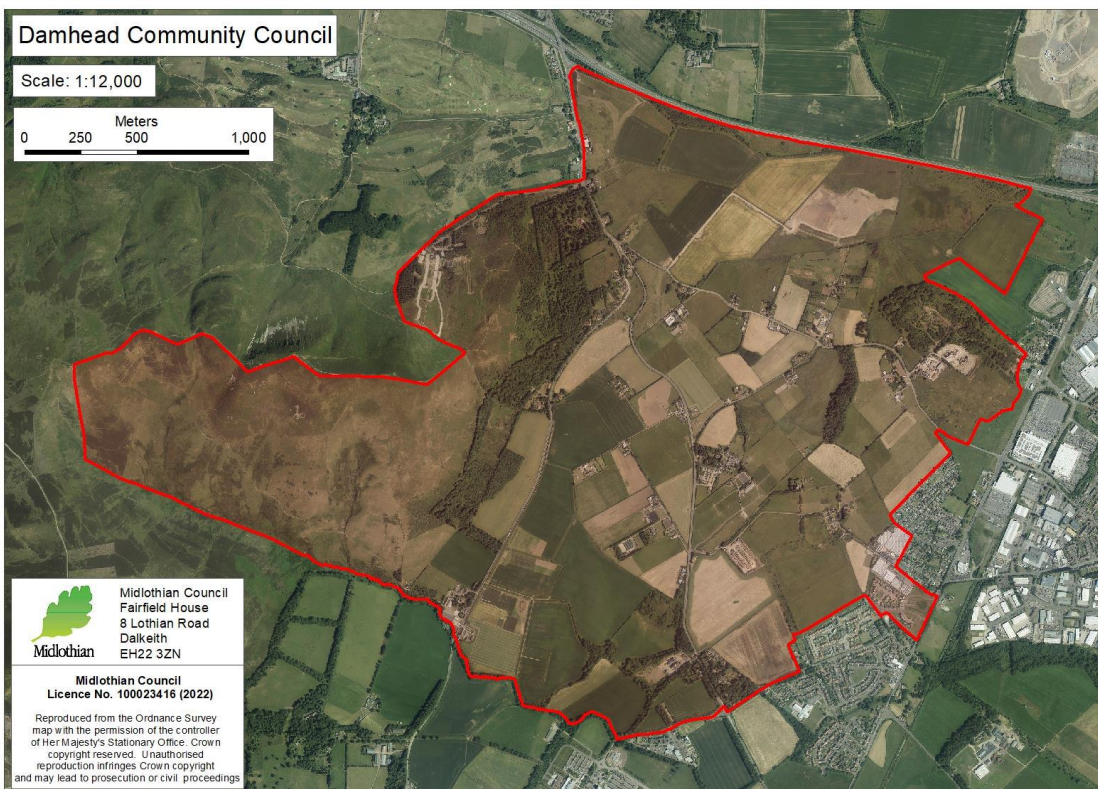 Damhead Community Council
Scale: 1:12,000
Meters
0 250 500 1,000
Midlothian
Midlothian Council
Fairfield House
8 Lothian Road
Dalkeith
EH22 3ZN
Midlothian Council
Licence No. 100023416 (2022)
Reproduced from the Ordnance Survey
map with the permission of the controller
of Her Majesty's Stationary Office. Crown
copyright reserved. Unauthorised
reproduction infringes Crown copyright
and may lead to prosecution or civil proceedings